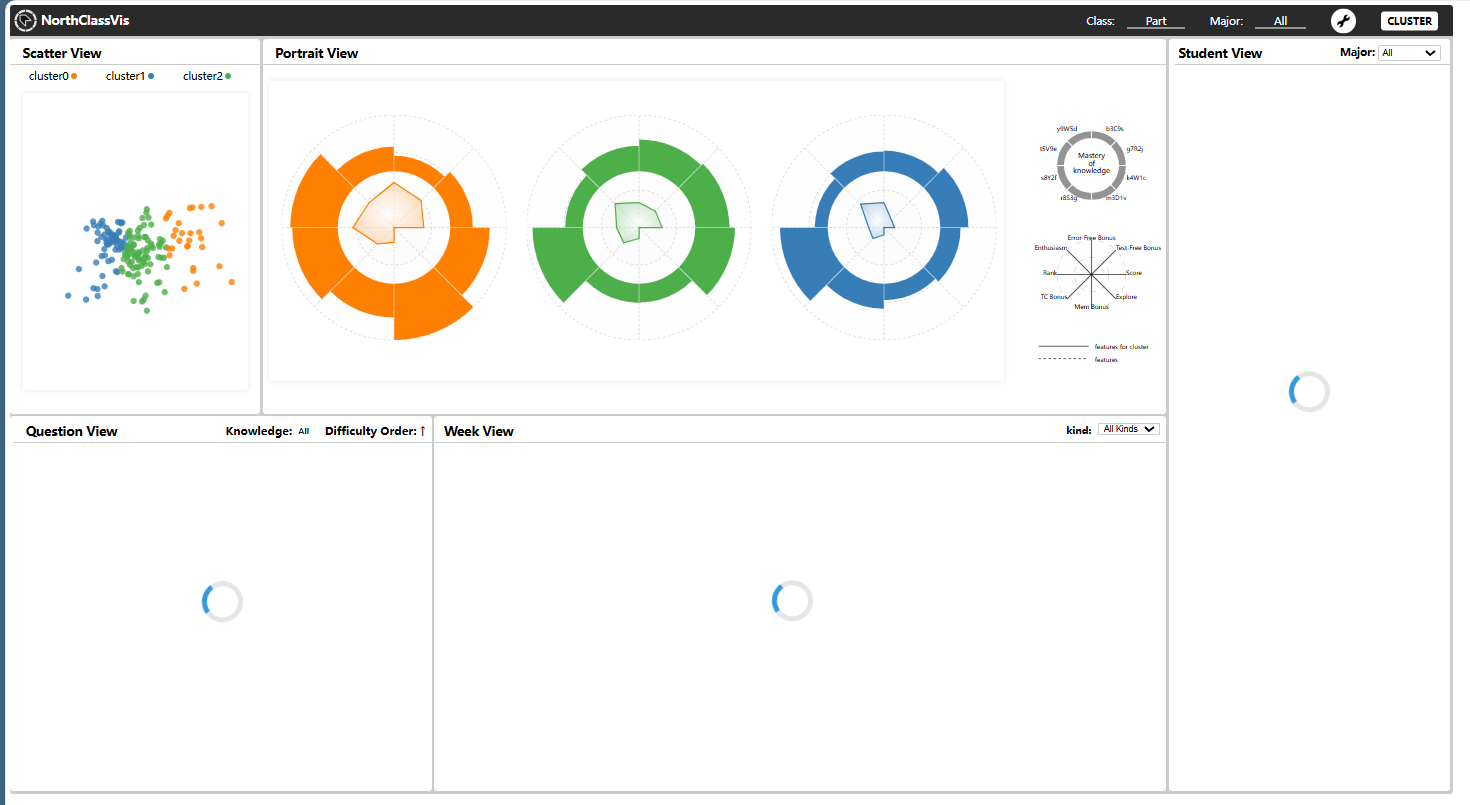 NorthClassVis
Class: Part Major: All CLUSTER
Scatter View
cluster0 cluster1 cluster2
Portrait View
y9W5d b3C9s
t5V9e g7R2j
Mastery
of
knowledge
s8Y2f k4W1c
r8S3g m3D1v
Error-Free Bonus
Enthusiasm Test-Free Bonus
Rank Score
TC Bonus Explore
Mem Bonus
features for cluster
features
Student View Major: All
Question View Knowledge: All Difficulty Order: ↑
Week View kind: All Kinds